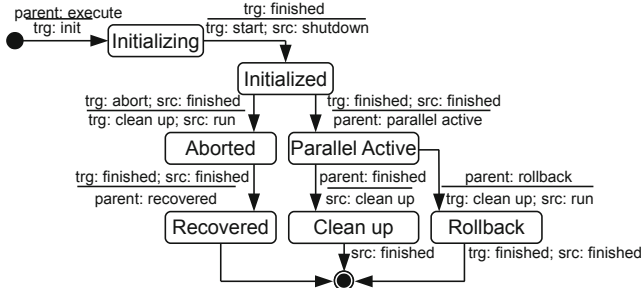 parent: execute
trg: init
Initializing
trg: finished
trg: start; src: shutdown
Initialized
trg: abort; src: finished
trg: clean up; src: run
trg: finished; src: finished
parent: parallel active
Aborted
Parallel Active
trg: finished; src: finished
parent: recovered
parent: finished
src: clean up
parent: rollback
trg: clean up; src: run
Recovered
Clean up
Rollback
src: finished
trg: finished; src: finished